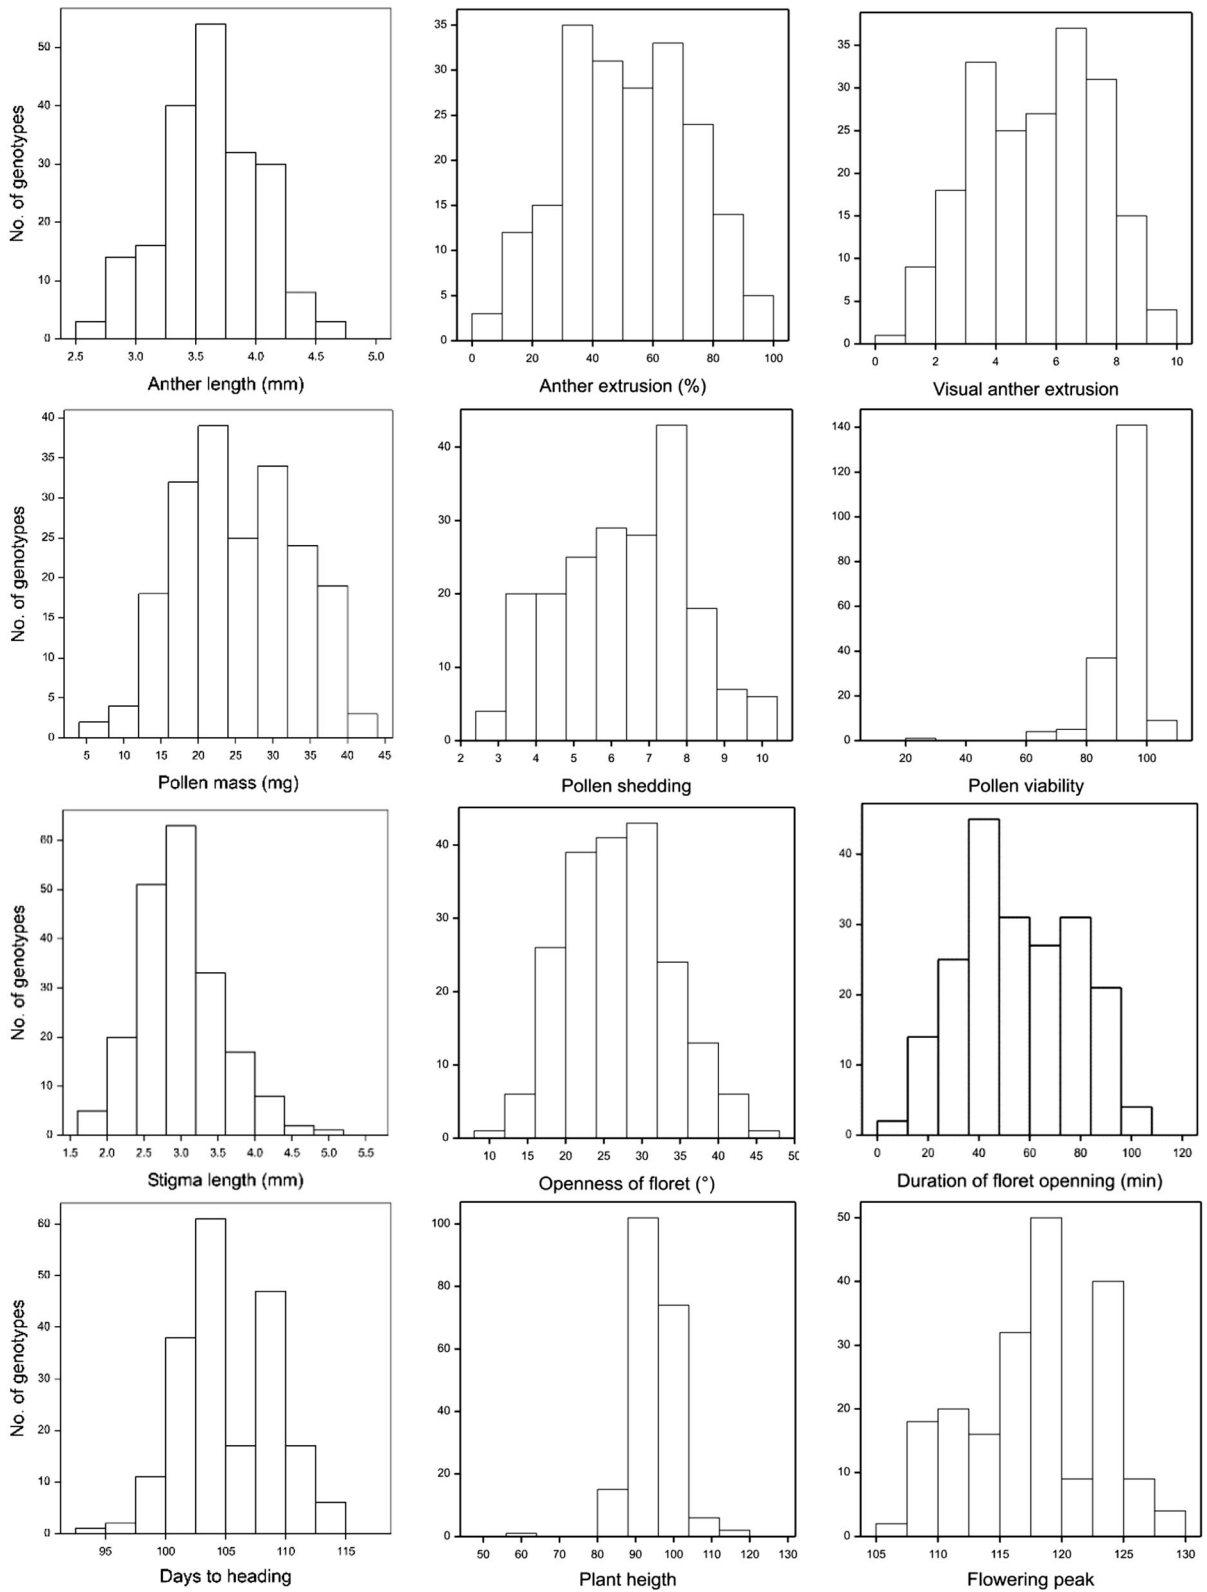 No. of genotypes
50
40
30
20
10
0
2.5 3.0 3.5 4.0 4.5 5.0
Anther length (mm)
35
30
25
20
15
10
5
0
0 20 40 60 80 100
Anther extrusion (%)
35
30
25
20
15
10
5
0
0 2 4 6 8 10
Visual anther extrusion
No. of genotypes
40
35
30
25
20
15
10
5
0
5 10 15 20 25 30 35 40 45
Pollen mass (mg)
40
30
20
10
0
2 3 4 5 6 7 8 9 10
Pollen shedding
140
120
100
80
60
40
20
0
20 40 60 80 100
Pollen viability
No. of genotypes
60
50
40
30
20
10
0
1.5 2.0 2.5 3.0 3.5 4.0 4.5 5.0 5.5
Stigma length (mm)
40
30
20
10
0
10 15 20 25 30 35 40 45 50
Openness of floret (°)
40
30
20
10
0
0 20 40 60 80 100 120
Duration of floret openning (min)
No. of genotypes
60
50
40
30
20
10
0
95 100 105 110 115
Days to heading
100
80
60
40
20
0
50 60 70 80 90 100 110 120 130
Plant heigth
50
40
30
20
10
0
105 110 115 120 125 130
Flowering peak